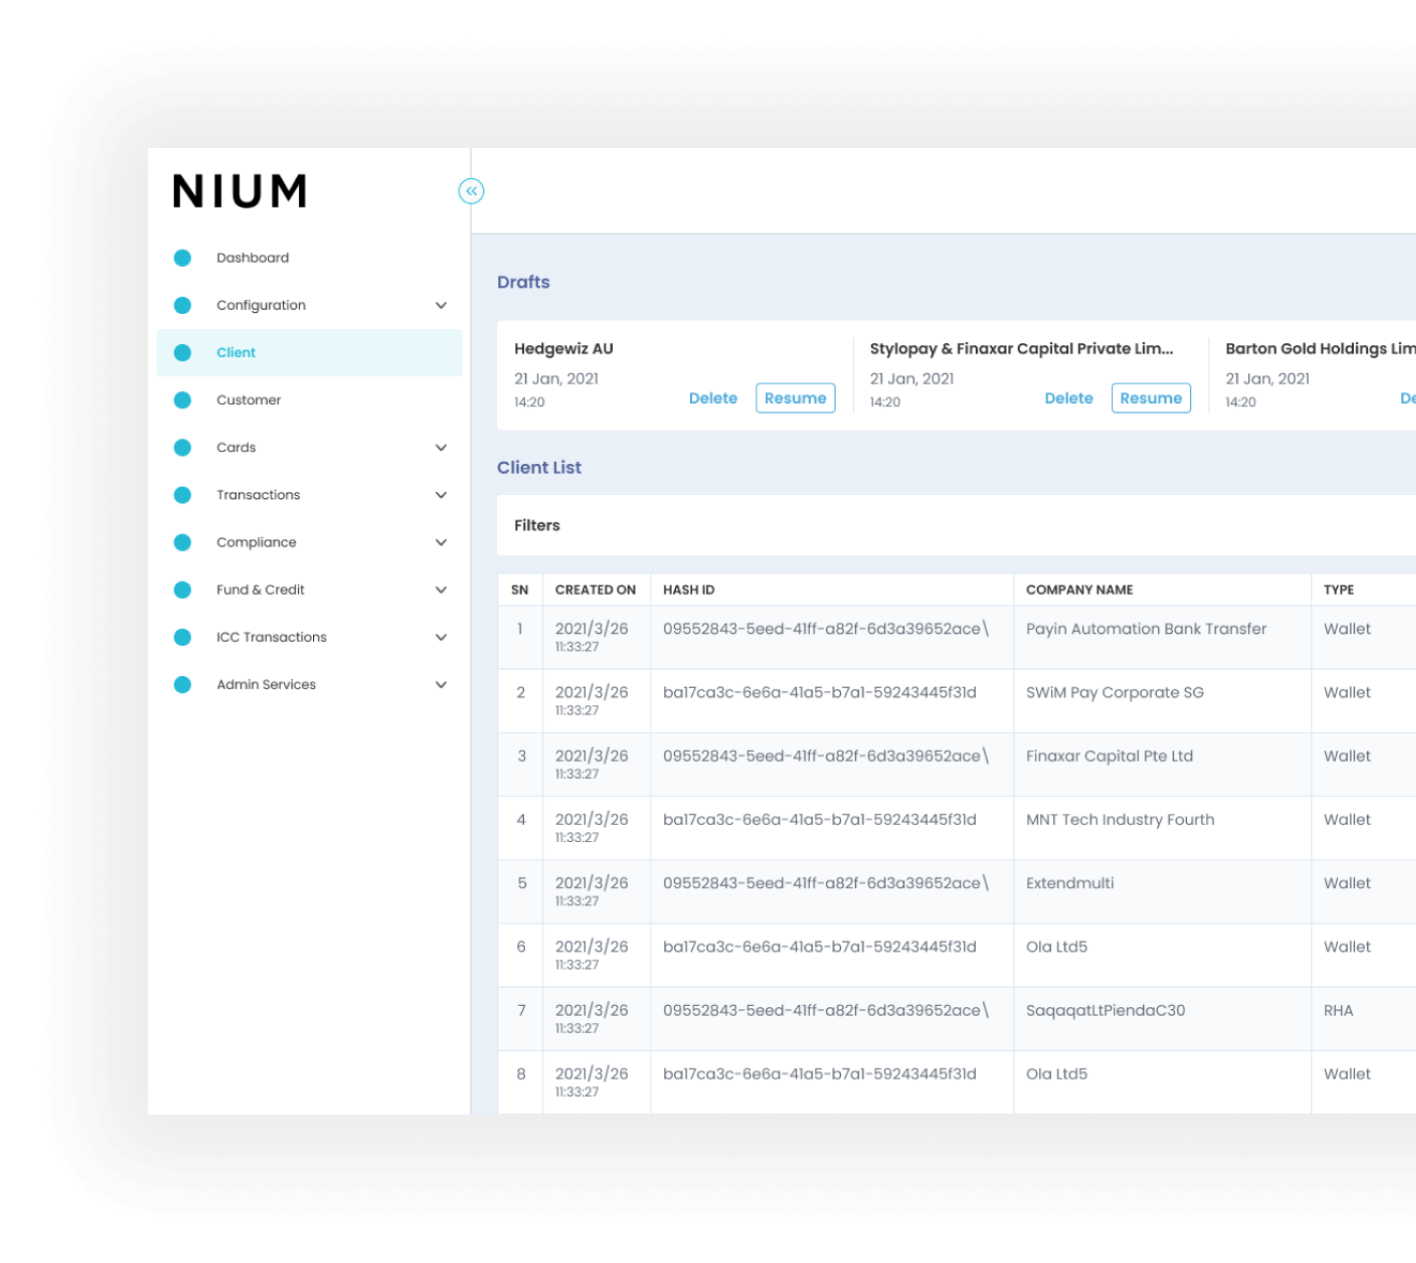 NIUM
Dashboard
Configuration
Client
Customer
Cards
Transactions
Compliance
Fund & Credit
ICC Transactions
Admin Services
Drafts
Hedgewiz AU
21 Jan, 2021
14:20
Delete Resume
Stylopay & Finaxar Capital Private Lim...
21 Jan, 2021
14:20
Delete Resume
Barton Gold Holdings Lim
21 Jan, 2021
14:20
De
Client List
Filters
SN CREATED ON HASH ID COMPANY NAME TYPE
1 2021/3/26 09552843-5eed-41ff-a82f-6d3a39652ace\ Payin Automation Bank Transfer Wallet
11:33:27
2 2021/3/26 ba17ca3c-6e6a-41a5-b7a1-59243445f31d SWiM Pay Corporate SG Wallet
11:33:27
3 2021/3/26 09552843-5eed-41ff-a82f-6d3a39652ace\ Finaxar Capital Pte Ltd Wallet
11:33:27
4 2021/3/26 ba17ca3c-6e6a-41a5-b7a1-59243445f31d MNT Tech Industry Fourth Wallet
11:33:27
5 2021/3/26 09552843-5eed-41ff-a82f-6d3a39652ace\ Extendmulti Wallet
11:33:27
6 2021/3/26 ba17ca3c-6e6a-41a5-b7a1-59243445f31d Ola Ltd5 Wallet
11:33:27
7 2021/3/26 09552843-5eed-41ff-a82f-6d3a39652ace\ SaqaqatLtPiendaC30 RHA
11:33:27
8 2021/3/26 ba17ca3c-6e6a-41a5-b7a1-59243445f31d Ola Ltd5 Wallet
11:33:27